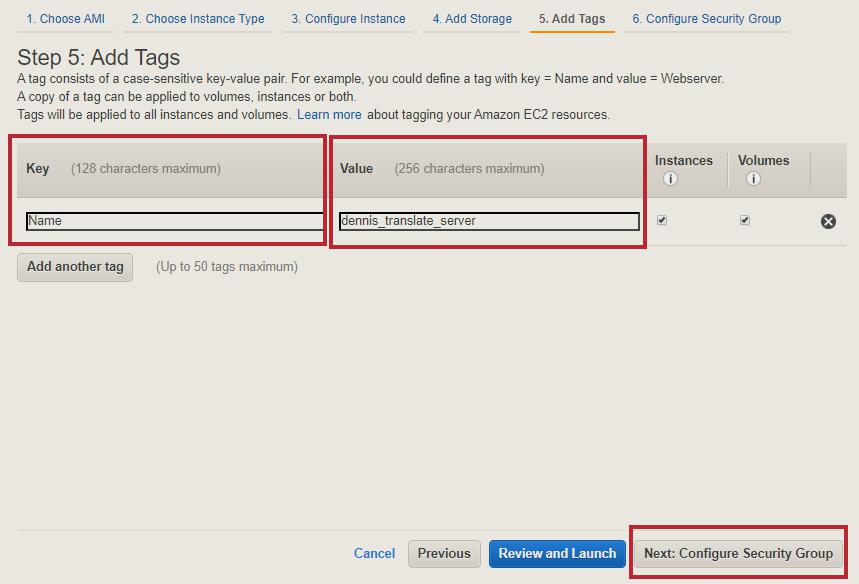 1. Choose AMI 2. Choose Instance Type 3. Configure Instance 4. Add Storage 5. Add Tags 6. Configure Security Group
Step 5: Add Tags
A tag consists of a case-sensitive key-value pair. For example, you could define a tag with key = Name and value = Webserver.
A copy of a tag can be applied to volumes, instances or both.
Tags will be applied to all instances and volumes. Learn more about tagging your Amazon EC2 resources.
Key (128 characters maximum) Value (256 characters maximum) Instances Volumes
Name dennis_translate_server
Add another tag (Up to 50 tags maximum)
Cancel Previous Review and Launch Next: Configure Security Group